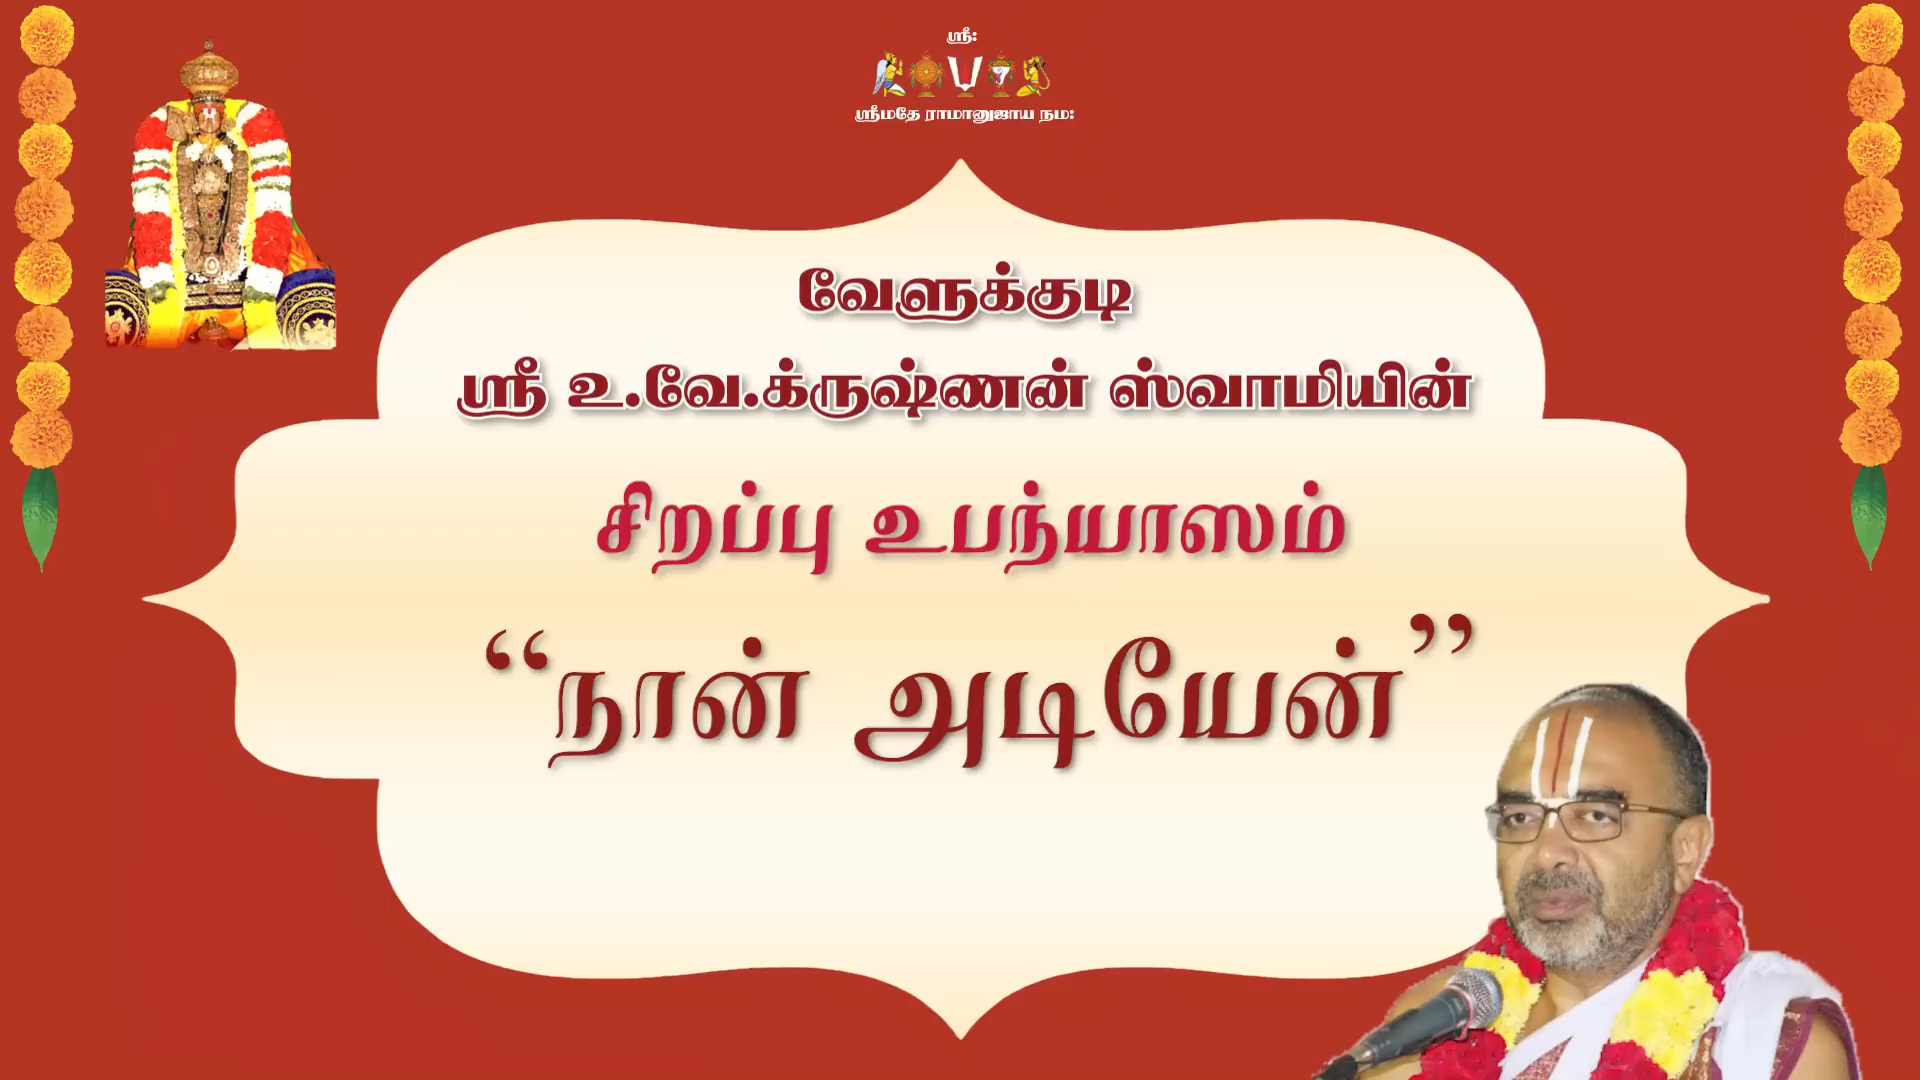 ஸ்ரீ:
ஸ்ரீமதே ராமானுஜாய நம:
வேளுக்குடி
ஸ்ரீ உ.வே.க்ருஷ்ணன் ஸ்வாமியின்
சிறப்பு உபந்யாஸம்
“நான் அடியேன்”